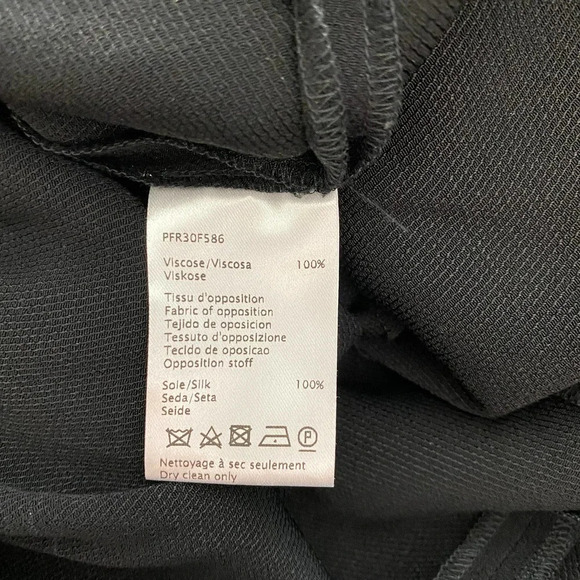 PFR30F586
Viscose/Viscosa 100%
Viskose
Tissu d'opposition
Fabric of opposition
Tejido de oposicion
Tessuto d'opposizione
Tecido de oposicao
Opposition stoff
Soie/Silk 100%
Seda/Seta
Seide
P
Nettoyage à sec seulement
Dry clean only